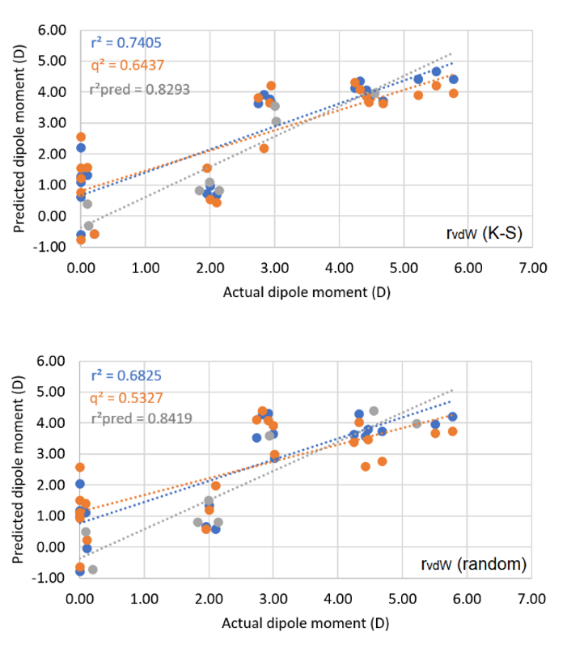 6.00
r² = 0.7405
5.00
q² = 0.6437
4.00
r²pred = 0.8293
3.00
2.00
1.00
0.00
-1.00
Predicted dipole moment (D)
rvdW (K-S)
0.00 1.00 2.00 3.00 4.00 5.00 6.00 7.00
Actual dipole moment (D)
6.00
r² = 0.6825
5.00
q² = 0.5327
4.00
r²pred = 0.8419
3.00
2.00
1.00
0.00
-1.00
Predicted dipole moment (D)
rvdW (random)
0.00 1.00 2.00 3.00 4.00 5.00 6.00 7.00
Actual dipole moment (D)